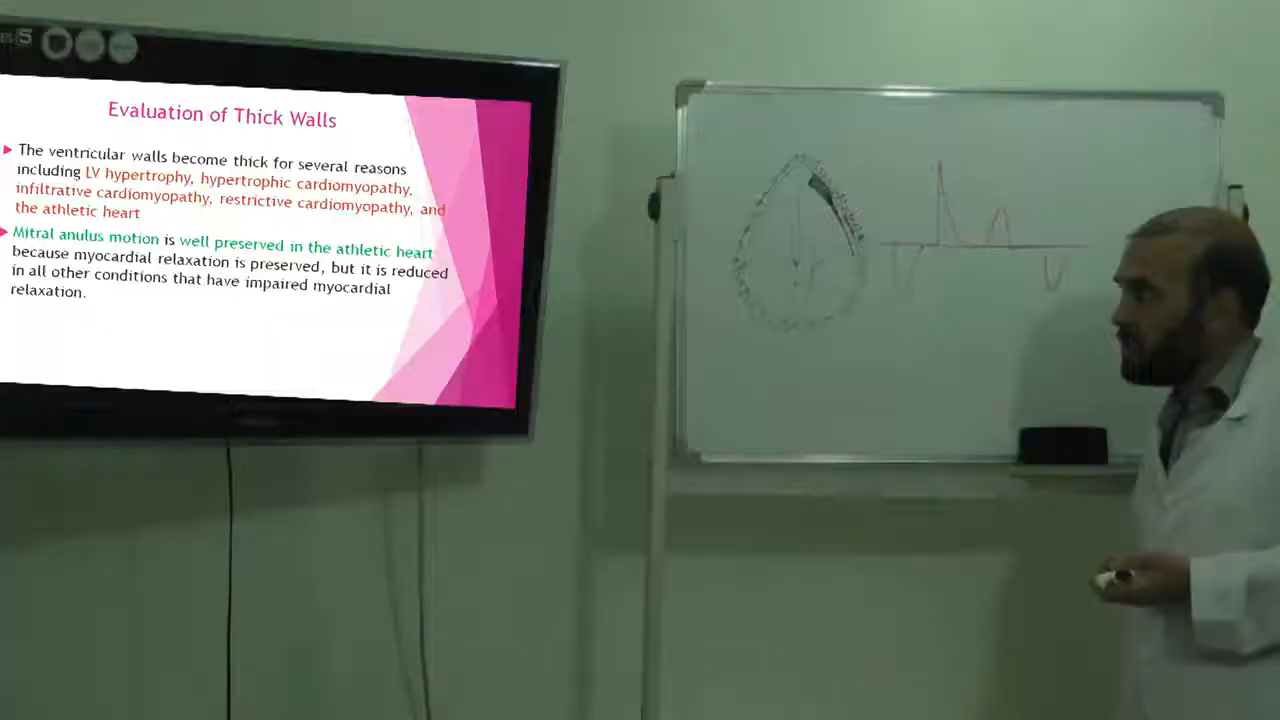 Evaluation of Thick Walls
The ventricular walls become thick for several reasons
including LV hypertrophy, hypertrophic cardiomyopathy,
infiltrative cardiomyopathy, restrictive cardiomyopathy, and
the athletic heart
Mitral anulus motion is well preserved in the athletic heart
because myocardial relaxation is preserved, but it is reduced
in all other conditions that have impaired myocardial
relaxation.